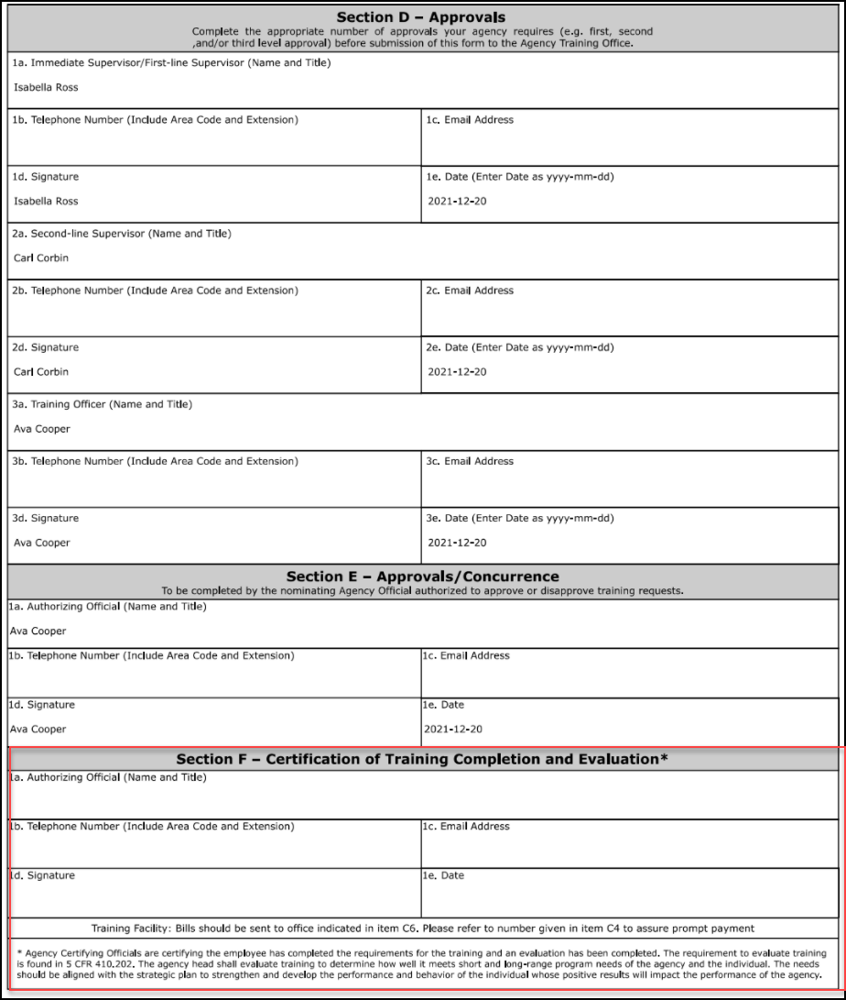 Section D – Approvals
Complete the appropriate number of approvals your agency requires (e.g. first, second
,and/or third level approval) before submission of this form to the Agency Training Office.
1a. Immediate Supervisor/First-line Supervisor (Name and Title)
Isabella Ross
1b. Telephone Number (Include Area Code and Extension)
1c. Email Address
1d. Signature
1e. Date (Enter Date as yyyy-mm-dd)
Isabella Ross
2021-12-20
2a. Second-line Supervisor (Name and Title)
Carl Corbin
2b. Telephone Number (Include Area Code and Extension)
2c. Email Address
2d. Signature
2e. Date (Enter Date as yyyy-mm-dd)
Carl Corbin
2021-12-20
3a. Training Officer (Name and Title)
Ava Cooper
3b. Telephone Number (Include Area Code and Extension)
3c. Email Address
3d. Signature
3e. Date (Enter Date as yyyy-mm-dd)
Ava Cooper
2021-12-20
Section E – Approvals/Concurrence
To be completed by the nominating Agency Official authorized to approve or disapprove training requests.
1a. Authorizing Official (Name and Title)
Ava Cooper
1b. Telephone Number (Include Area Code and Extension)
1c. Email Address
1d. Signature
1e. Date
Ava Cooper
2021-12-20
Section F – Certification of Training Completion and Evaluation*
1a. Authorizing Official (Name and Title)
1b. Telephone Number (Include Area Code and Extension)
1c. Email Address
1d. Signature
1e. Date
Training Facility: Bills should be sent to office indicated in item C6. Please refer to number given in item C4 to assure prompt payment
* Agency Certifying Officials are certifying the employee has completed the requirements for the training and an evaluation has been completed. The requirement to evaluate training
is found in 5 CFR 410.202. The agency head shall evaluate training to determine how well it meets short and long-range program needs of the agency and the individual. The needs
should be aligned with the strategic plan to strengthen and develop the performance and behavior of the individual whose positive results will impact the performance of the agency.